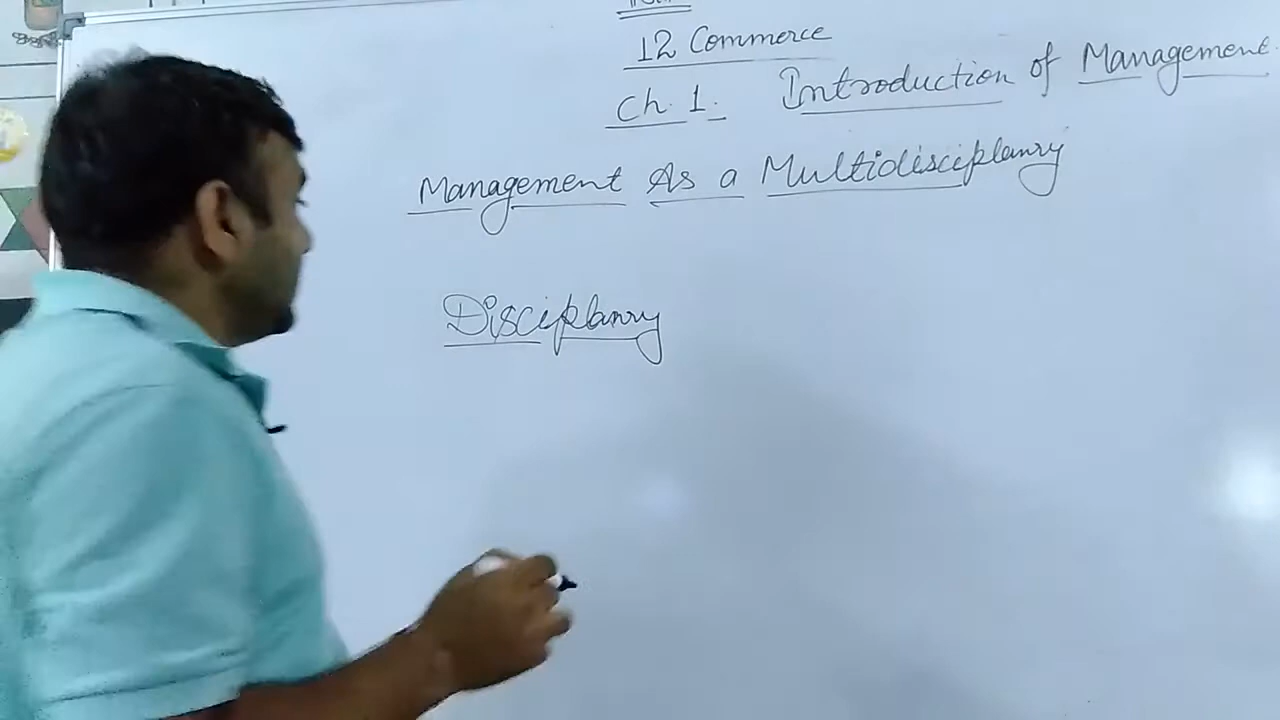 12 Commerce
Ch. 1. Introduction of Management.
Management As a Multidisciplanry
Disciplanry